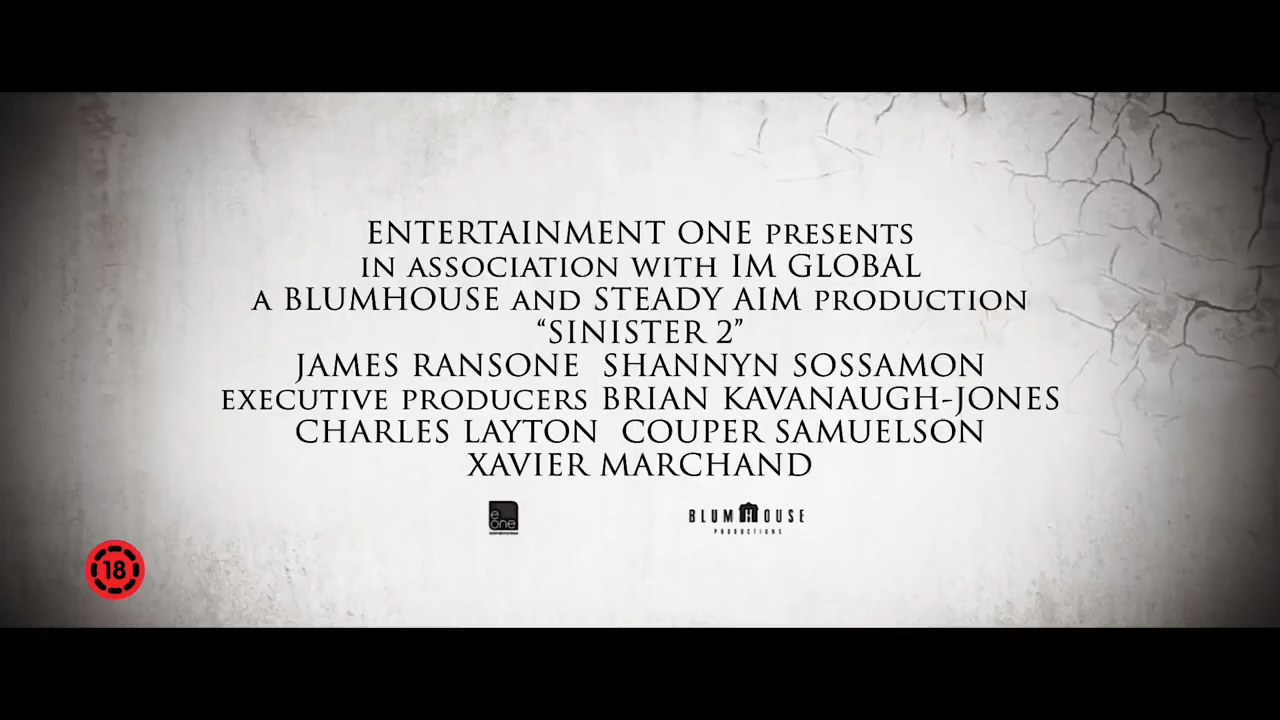 ENTERTAINMENT ONE PRESENTS
IN ASSOCIATION WITH IM GLOBAL
A BLUMHOUSE AND STEADY AIM PRODUCTION
“SINISTER 2”
JAMES RANSONE SHANNYN SOSSAMON
EXECUTIVE PRODUCERS BRIAN KAVANAUGH-JONES
CHARLES LAYTON COUPER SAMUELSON
XAVIER MARCHAND
e one
BLUMHOUSE
PRODUCTIONS
18